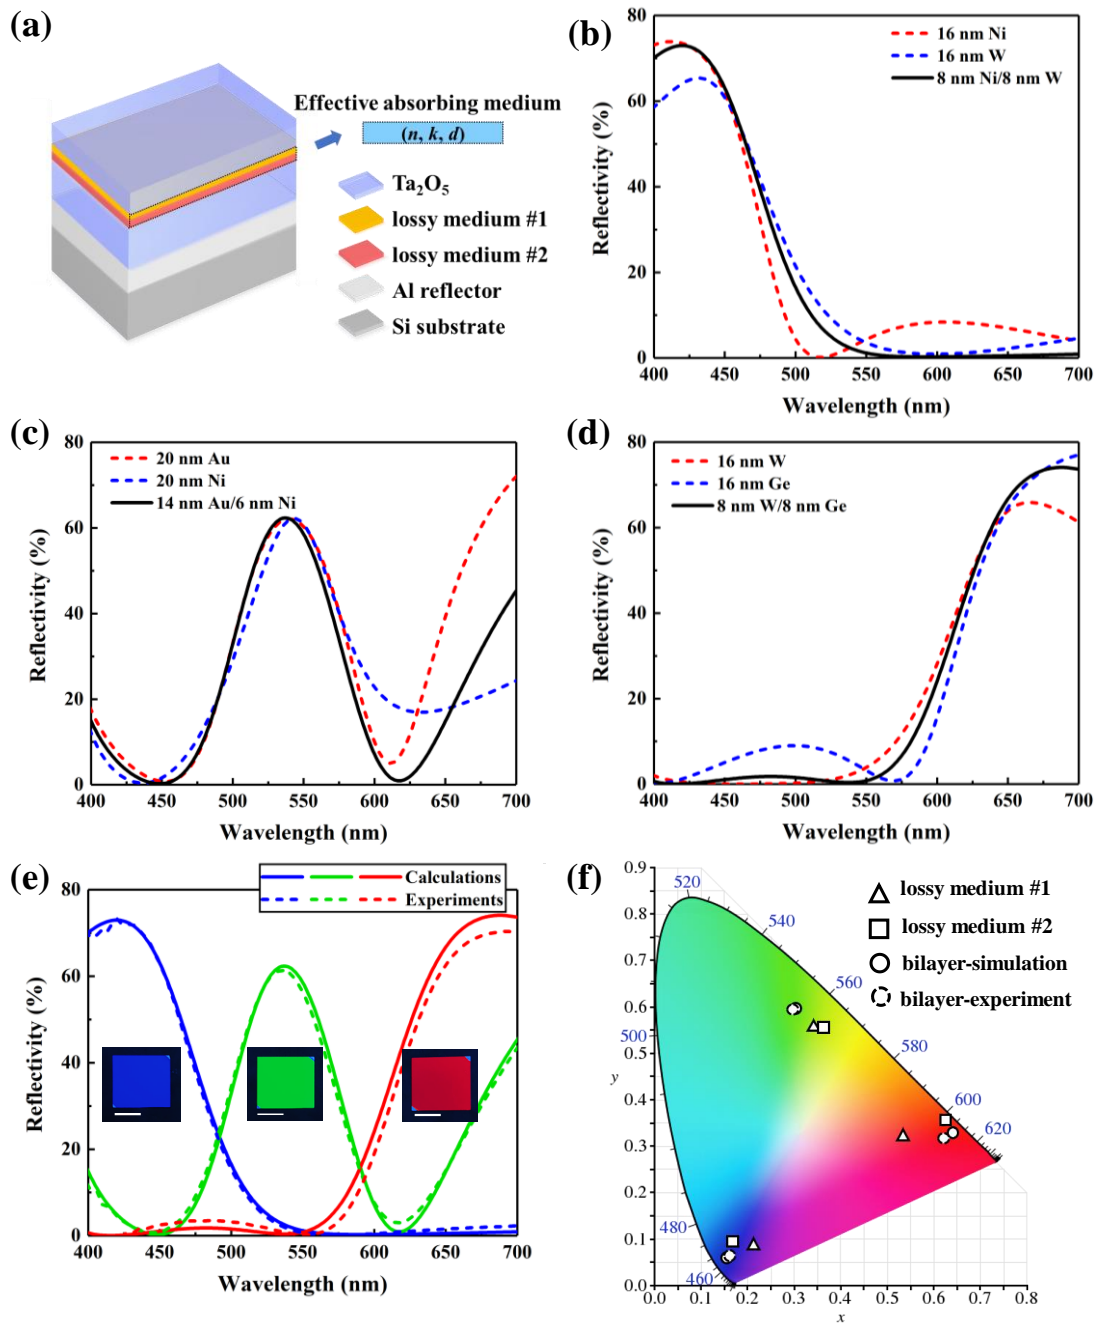 (a)
Effective absorbing medium
(n, k, d)
Ta₂O₅
lossy medium #1
lossy medium #2
Al reflector
Si substrate
(b)
80
60
40
20
0
400 450 500 550 600 650 700
Reflectivity (%)
Wavelength (nm)
16 nm Ni
16 nm W
8 nm Ni/8 nm W
(c)
80
60
40
20
0
400 450 500 550 600 650 700
Reflectivity (%)
Wavelength (nm)
20 nm Au
20 nm Ni
14 nm Au/6 nm Ni
(d)
80
60
40
20
0
400 450 500 550 600 650 700
Reflectivity (%)
Wavelength (nm)
16 nm W
16 nm Ge
8 nm W/8 nm Ge
(e)
Calculations
Experiments
80
60
40
20
0
400 450 500 550 600 650 700
Reflectivity (%)
Wavelength (nm)
(f)
lossy medium #1
lossy medium #2
bilayer-simulation
bilayer-experiment
0.9
0.8
0.7
0.6
0.5
0.4
0.3
0.2
0.1
0.0
y
0.0 0.1 0.2 0.3 0.4 0.5 0.6 0.7 0.8
x
520
540
560
500
580
600
620
480
460